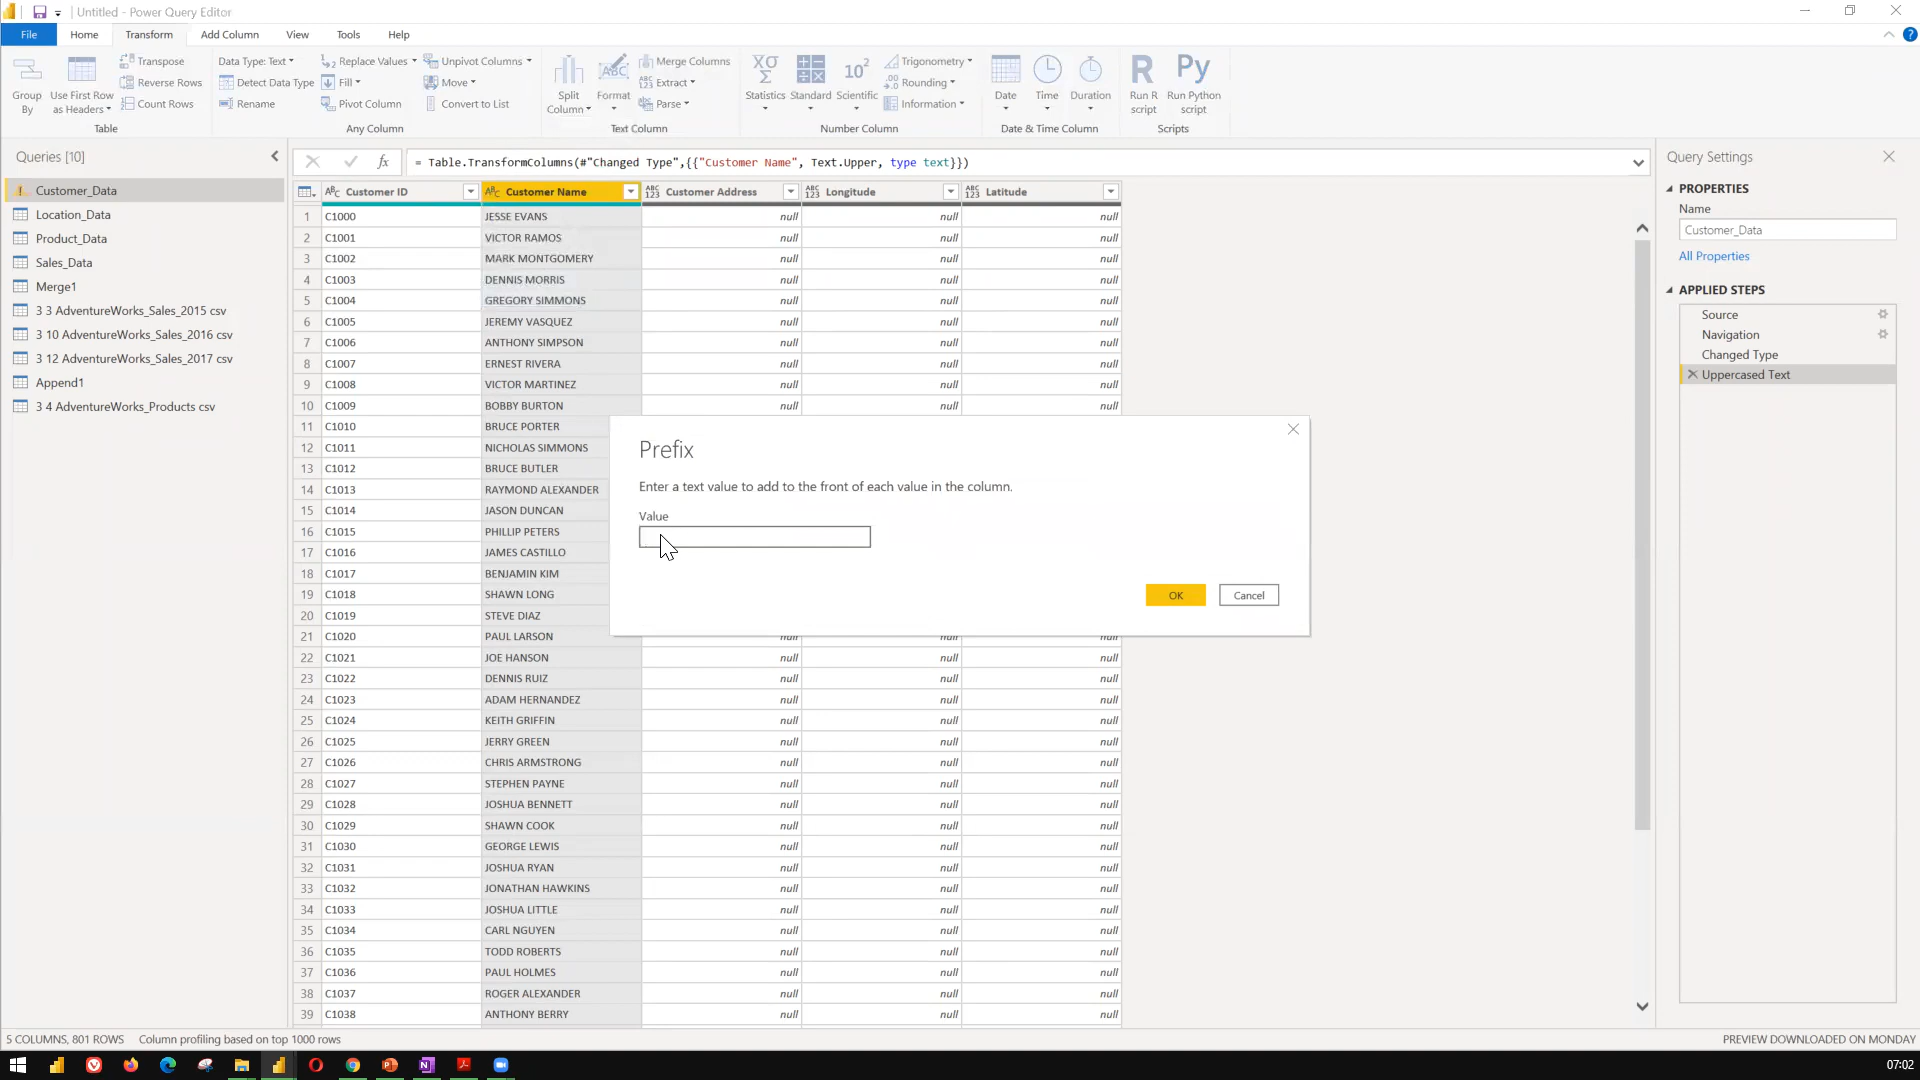 Untitled - Power Query Editor
File Home Transform Add Column View Tools Help
Group By
Use First Row as Headers
Transpose
Reverse Rows
Count Rows
Table
Data Type: Text
Detect Data Type
Rename
Replace Values
Fill
Pivot Column
Unpivot Columns
Move
Convert to List
Any Column
Split Column
Format
Merge Columns
Extract
Parse
Text Column
Statistics
Standard
Scientific
Trigonometry
Rounding
Information
Number Column
Date
Time
Duration
Date & Time Column
Run R script
Run Python script
Scripts
Queries [10]
Customer_Data
Location_Data
Product_Data
Sales_Data
Merge1
3 3 AdventureWorks_Sales_2015 csv
3 10 AdventureWorks_Sales_2016 csv
3 12 AdventureWorks_Sales_2017 csv
Append1
3 4 AdventureWorks_Products csv
fx = Table.TransformColumns(#"Changed Type",{{"Customer Name", Text.Upper, type text}})
Customer ID Customer Name Customer Address Longitude Latitude
1 C1000 JESSE EVANS null null null
2 C1001 VICTOR RAMOS null null null
3 C1002 MARK MONTGOMERY null null null
4 C1003 DENNIS MORRIS null null null
5 C1004 GREGORY SIMMONS null null null
6 C1005 JEREMY VASQUEZ null null null
7 C1006 ANTHONY SIMPSON null null null
8 C1007 ERNEST RIVERA null null null
9 C1008 VICTOR MARTINEZ null null null
10 C1009 BOBBY BURTON null null null
11 C1010 BRUCE PORTER
12 C1011 NICHOLAS SIMMONS
13 C1012 BRUCE BUTLER
14 C1013 RAYMOND ALEXANDER
15 C1014 JASON DUNCAN
16 C1015 PHILLIP PETERS
17 C1016 JAMES CASTILLO
18 C1017 BENJAMIN KIM
19 C1018 SHAWN LONG
20 C1019 STEVE DIAZ
21 C1020 PAUL LARSON null null null
22 C1021 JOE HANSON null null null
23 C1022 DENNIS RUIZ null null null
24 C1023 ADAM HERNANDEZ null null null
25 C1024 KEITH GRIFFIN null null null
26 C1025 JERRY GREEN null null null
27 C1026 CHRIS ARMSTRONG null null null
28 C1027 STEPHEN PAYNE null null null
29 C1028 JOSHUA BENNETT null null null
30 C1029 SHAWN COOK null null null
31 C1030 GEORGE LEWIS null null null
32 C1031 JOSHUA RYAN null null null
33 C1032 JONATHAN HAWKINS null null null
34 C1033 JOSHUA LITTLE null null null
35 C1034 CARL NGUYEN null null null
36 C1035 TODD ROBERTS null null null
37 C1036 PAUL HOLMES null null null
38 C1037 ROGER ALEXANDER null null null
39 C1038 ANTHONY BERRY null null null
Prefix
Enter a text value to add to the front of each value in the column.
Value
OK Cancel
Query Settings
PROPERTIES
Name
Customer_Data
All Properties
APPLIED STEPS
Source
Navigation
Changed Type
Uppercased Text
5 COLUMNS, 801 ROWS Column profiling based on top 1000 rows
PREVIEW DOWNLOADED ON MONDAY
07:02